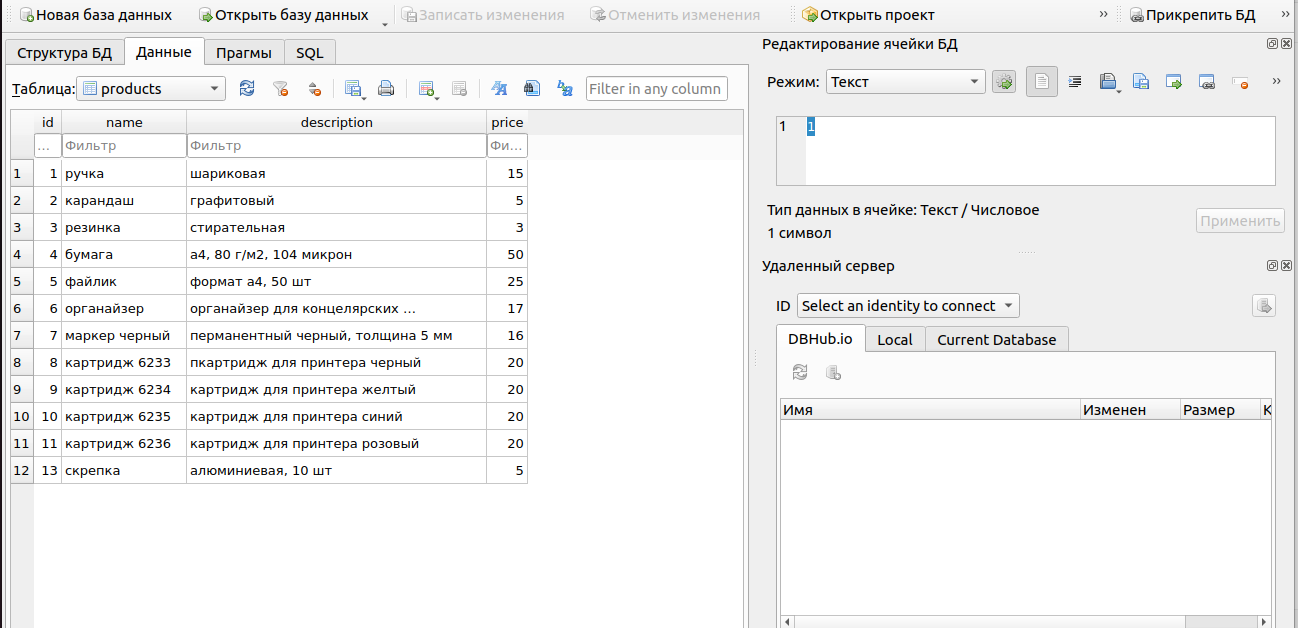 Новая база данных Открыть базу данных Записать изменения Отменить изменения Открыть проект » Прикрепить БД »
Структура БД Данные Прагмы SQL
Таблица: products Filter in any column
id name description price
... Фильтр Фильтр Фи...
1 1 ручка шариковая 15
2 2 карандаш графитовый 5
3 3 резинка стирательная 3
4 4 бумага а4, 80 г/м2, 104 микрон 50
5 5 файлик формат а4, 50 шт 25
6 6 органайзер органайзер для концелярских ... 17
7 7 маркер черный перманентный черный, толщина 5 мм 16
8 8 картридж 6233 пкартридж для принтера черный 20
9 9 картридж 6234 картридж для принтера желтый 20
10 10 картридж 6235 картридж для принтера синий 20
11 11 картридж 6236 картридж для принтера розовый 20
12 13 скрепка алюминиевая, 10 шт 5
Редактирование ячейки БД
Режим: Текст »
1 1
Тип данных в ячейке: Текст / Числовое
1 символ
Применить
Удаленный сервер
ID Select an identity to connect
DBHub.io Local Current Database
Имя Изменен Размер К